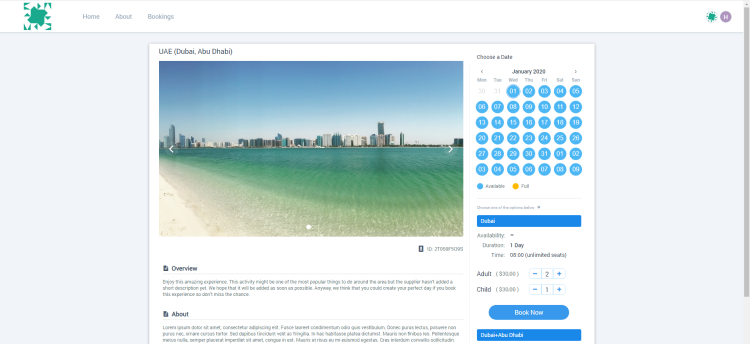 Home About Bookings
H
UAE (Dubai, Abu Dhabi)
ID: 27959F5095
Overview
Enjoy this amazing experience. This activity might be one of the most popular things to do around the area but the supplier hasn't added a
short description yet. We hope that it will be added as soon as possible. Anyway, we think that you could create your perfect day if you book
this experience so don't miss the chance.
About
Lorem ipsum dolor sit amet, consectetur adipiscing elit. Fusce laoreet condimentum odio quis vestibulum. Donec purus lectus, posuere non
purus nec, ornare cursus tortor. Sed dapibus tincidunt velit ac fringilla. In hac habitasse platea dictumst. Mauris non finibus leo. Pellentesque
metus nulla, semper placerat imperdiet sit amet, congue in est. Mauris et risus eu mi euismod egestas. Cras interdum convallis sollicitudin.
Choose a Date
January 2020
Mon Tue Wed Thu Fri Sat Sun
30 31 01 02 03 04 05
06 07 08 09 10 11 12
13 14 15 16 17 18 19
20 21 22 23 24 25 26
27 28 29 30 31 01 02
03 04 05 06 07 08 09
Available Full
Choose one of the options below
Dubai
Availability: –
Duration: 1 Day
Time: 08:00 (unlimited seats)
Adult ( $30.00 ) − 2 +
Child ( $30.00 ) − 1 +
Book Now
Dubai+Abu Dhabi